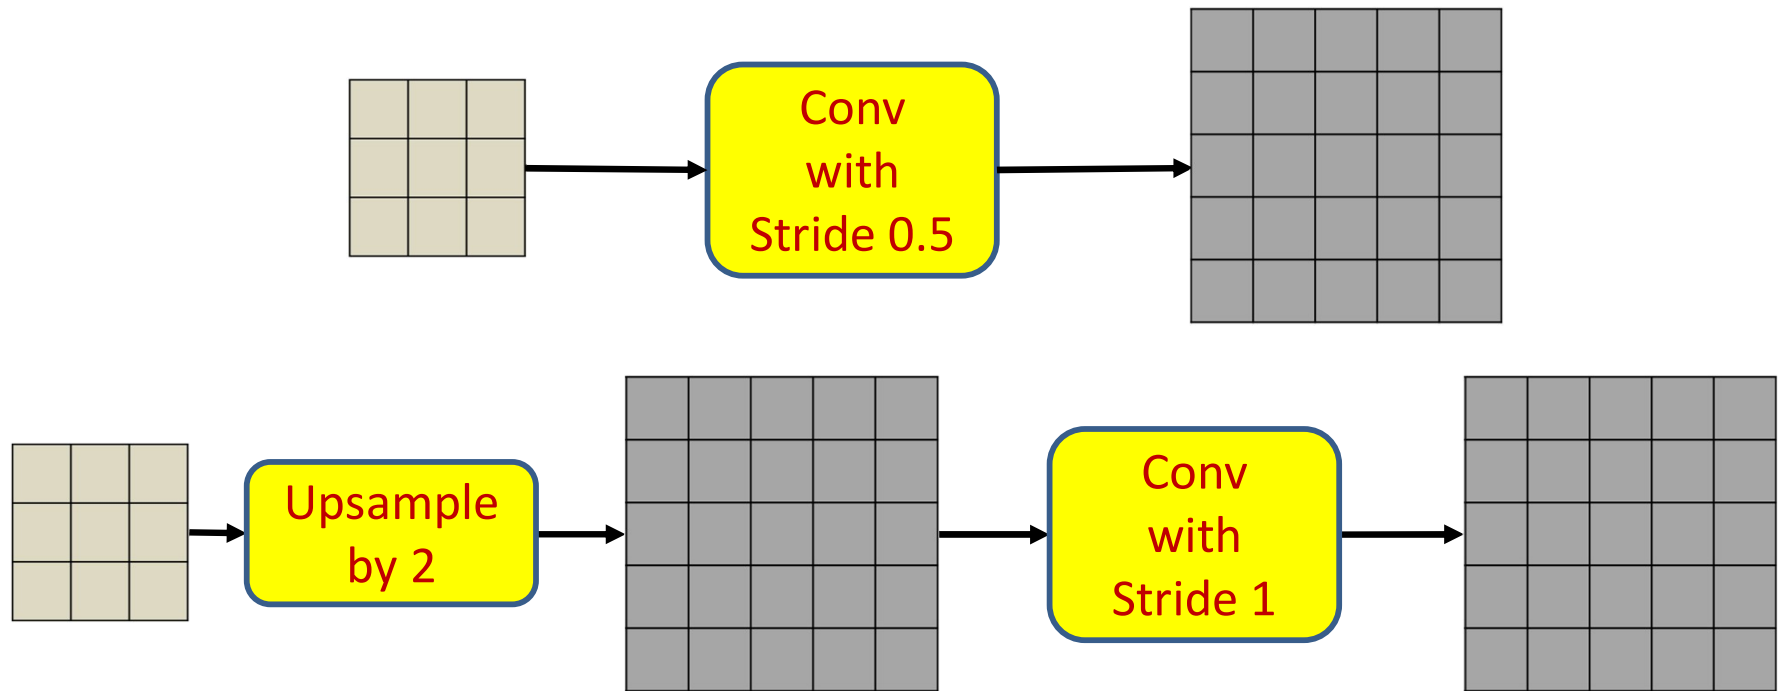 Conv
with
Stride 0.5
Upsample
by 2
Conv
with
Stride 1